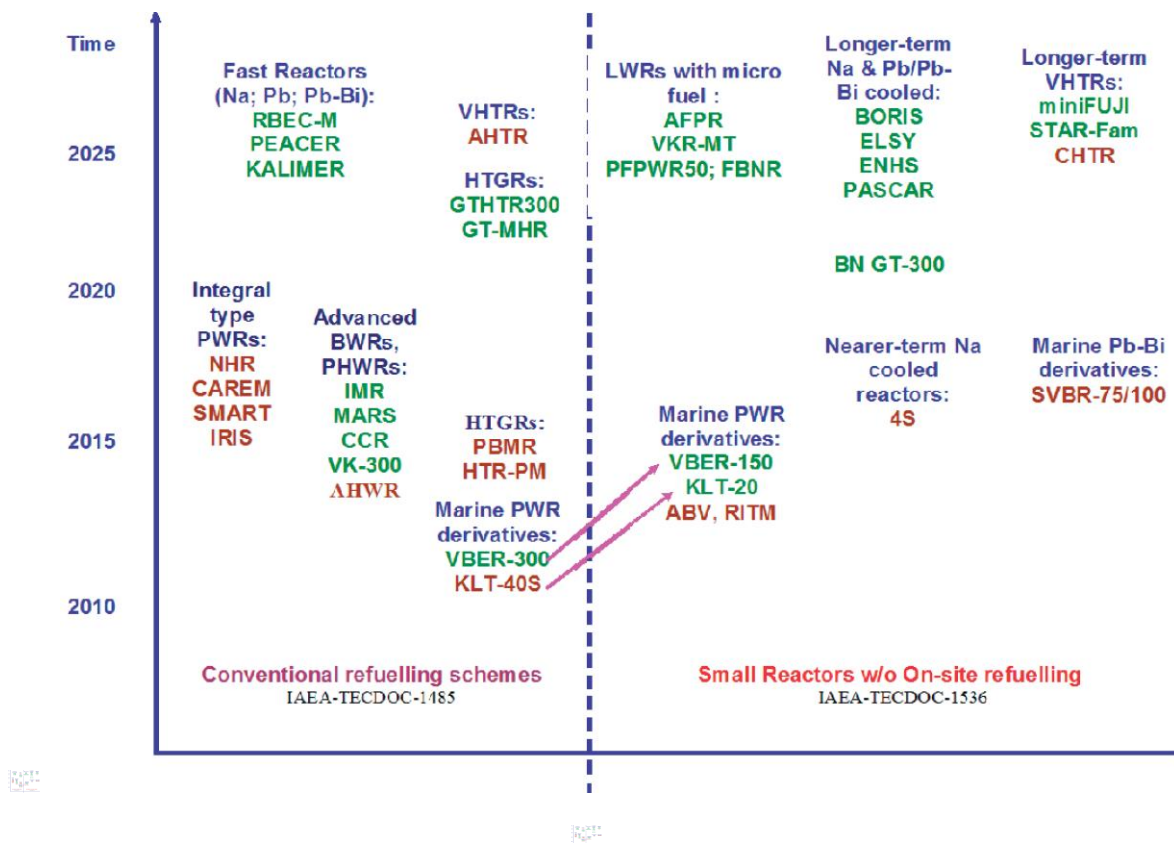 Time
2025
2020
2015
2010
Fast Reactors
(Na; Pb; Pb-Bi):
RBEC-M
PEACER
KALIMER
VHTRs:
AHTR
HTGRs:
GTHTR300
GT-MHR
Integral
type
PWRs:
NHR
CAREM
SMART
IRIS
Advanced
BWRs,
PHWRs:
IMR
MARS
CCR
VK-300
AHWR
HTGRs:
PBMR
HTR-PM
Marine PWR
derivatives:
VBER-300
KLT-40S
Conventional refuelling schemes
IAEA-TECDOC-1485
LWRs with micro
fuel :
AFPR
VKR-MT
PFPWR50; FBNR
Longer-term
Na & Pb/Pb-
Bi cooled:
BORIS
ELSY
ENHS
PASCAR
BN GT-300
Longer-term
VHTRs:
miniFUJI
STAR-Fam
CHTR
Marine PWR
derivatives:
VBER-150
KLT-20
ABV, RITM
Nearer-term Na
cooled
reactors:
4S
Marine Pb-Bi
derivatives:
SVBR-75/100
Small Reactors w/o On-site refuelling
IAEA-TECDOC-1536